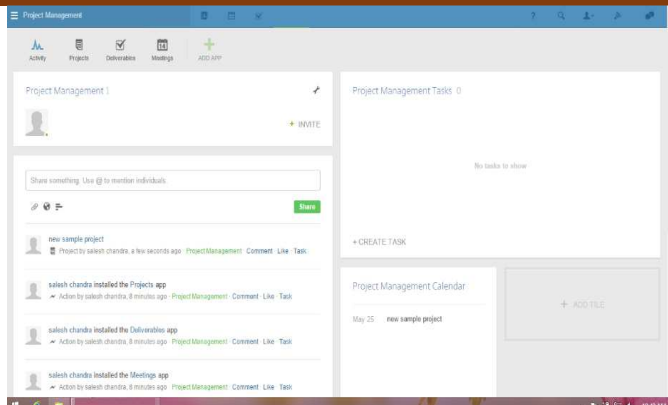 Project Management
?
Activity
Projects
Deliverables
Meetings
ADD APP
Project Management 1
+ INVITE
Share something. Use @ to mention individuals.
Share
new sample project
Project by salesh chandra, a few seconds ago · Project Management · Comment · Like · Task
salesh chandra installed the Projects app
Action by salesh chandra, 8 minutes ago · Project Management · Comment · Like · Task
salesh chandra installed the Deliverables app
Action by salesh chandra, 8 minutes ago · Project Management · Comment · Like · Task
salesh chandra installed the Meetings app
Action by salesh chandra, 8 minutes ago · Project Management · Comment · Like · Task
Project Management Tasks 0
No tasks to show
+ CREATE TASK
Project Management Calendar
May 25 new sample project
+ ADD TILE